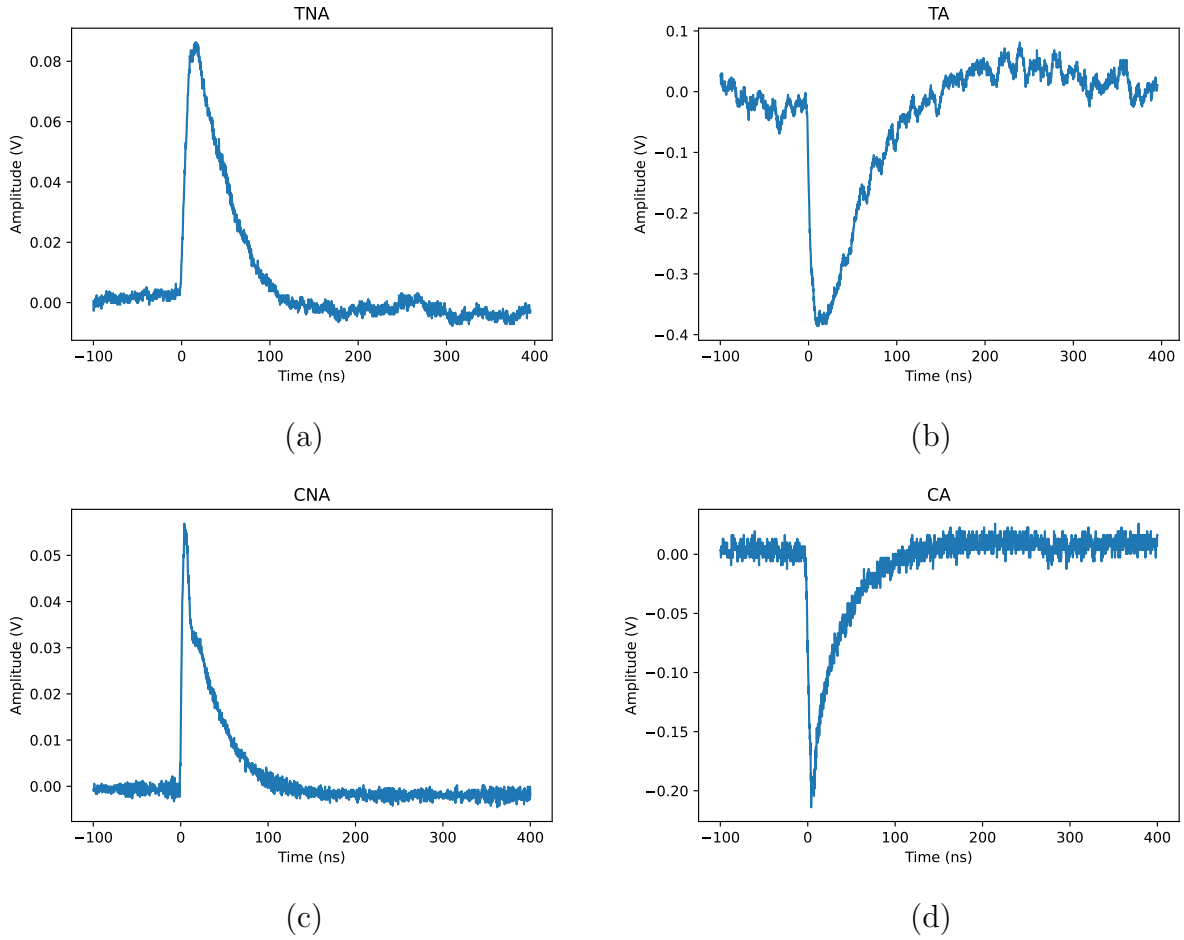 TNA
Amplitude (V)
0.08
0.06
0.04
0.02
0.00
−100 0 100 200 300 400
Time (ns)
(a)
TA
Amplitude (V)
0.1
0.0
−0.1
−0.2
−0.3
−0.4
−100 0 100 200 300 400
Time (ns)
(b)
CNA
Amplitude (V)
0.05
0.04
0.03
0.02
0.01
0.00
−100 0 100 200 300 400
Time (ns)
(c)
CA
Amplitude (V)
0.00
−0.05
−0.10
−0.15
−0.20
−100 0 100 200 300 400
Time (ns)
(d)